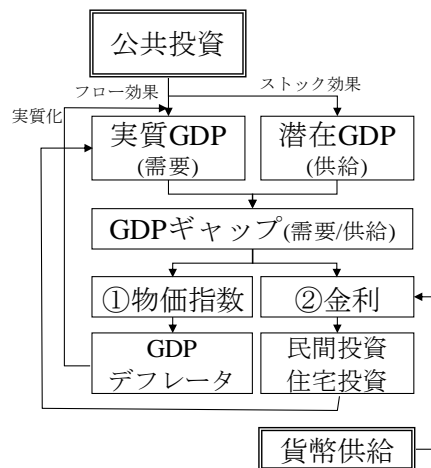 公共投資
フロー効果
ストック効果
実質化
実質GDP
(需要)
潜在GDP
(供給)
GDPギャップ(需要/供給)
①物価指数
②金利
GDP
デフレータ
民間投資
住宅投資
貨幣供給